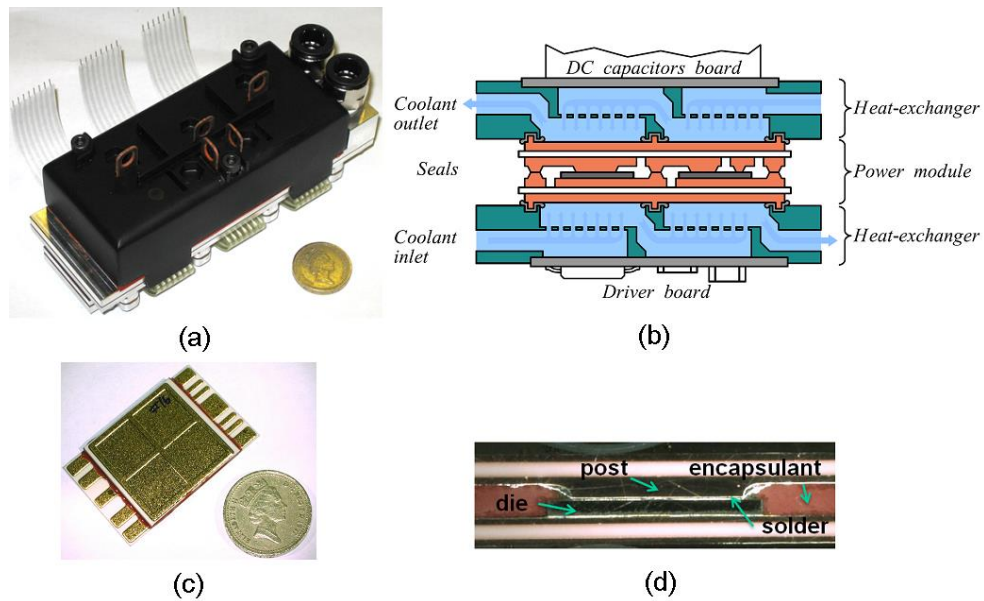 DC capacitors board
Coolant
outlet
Heat-exchanger
Seals
Power module
Coolant
inlet
Heat-exchanger
Driver board
(a)
(b)
#16
post
encapsulant
die
solder
(c)
(d)